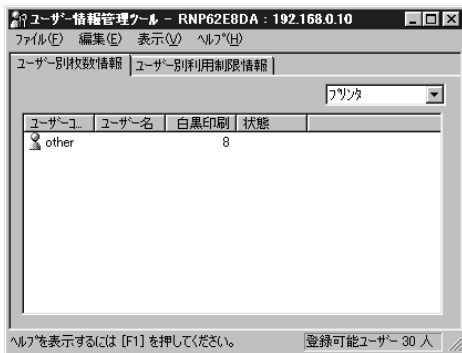 ユーザー情報管理ツール - RNP62E8DA : 192.168.0.10
ファイル(F) 編集(E) 表示(V) ヘルプ(H)
ユーザー別枚数情報 ユーザー別利用制限情報
プリンタ
ユーザーコ... ユーザー名 白黒印刷 状態
other 8
ヘルプを表示するには [F1] を押してください。 登録可能ユーザー 30 人